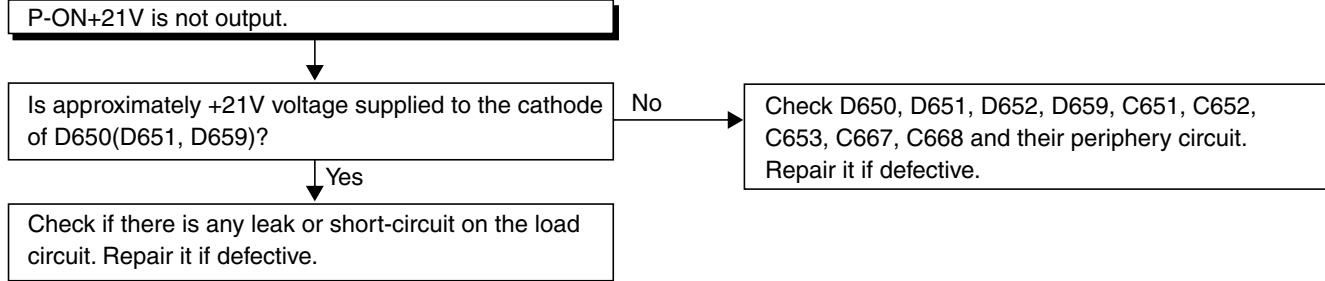 P-ON+21V is not output.
Is approximately +21V voltage supplied to the cathode
of D650(D651, D659)?
No
Check D650, D651, D652, D659, C651, C652,
C653, C667, C668 and their periphery circuit.
Repair it if defective.
Yes
Check if there is any leak or short-circuit on the load
circuit. Repair it if defective.